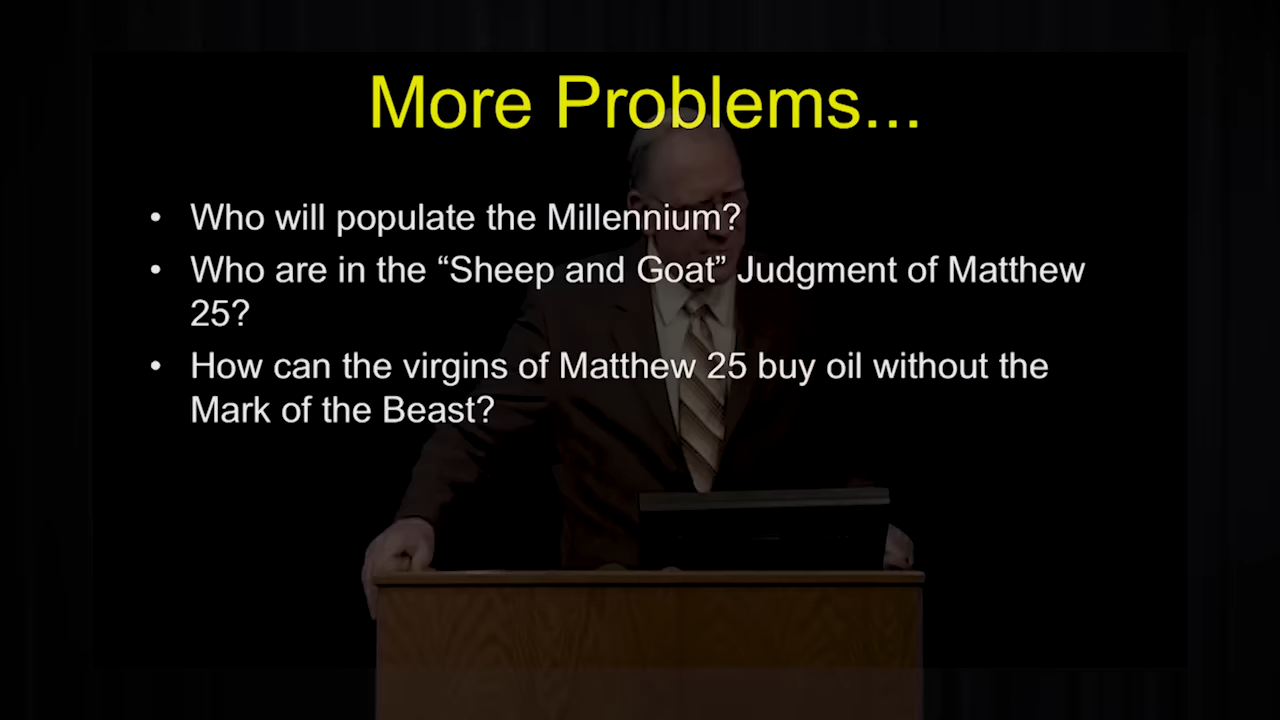 More Problems...
• Who will populate the Millennium?
• Who are in the “Sheep and Goat” Judgment of Matthew
25?
• How can the virgins of Matthew 25 buy oil without the
Mark of the Beast?